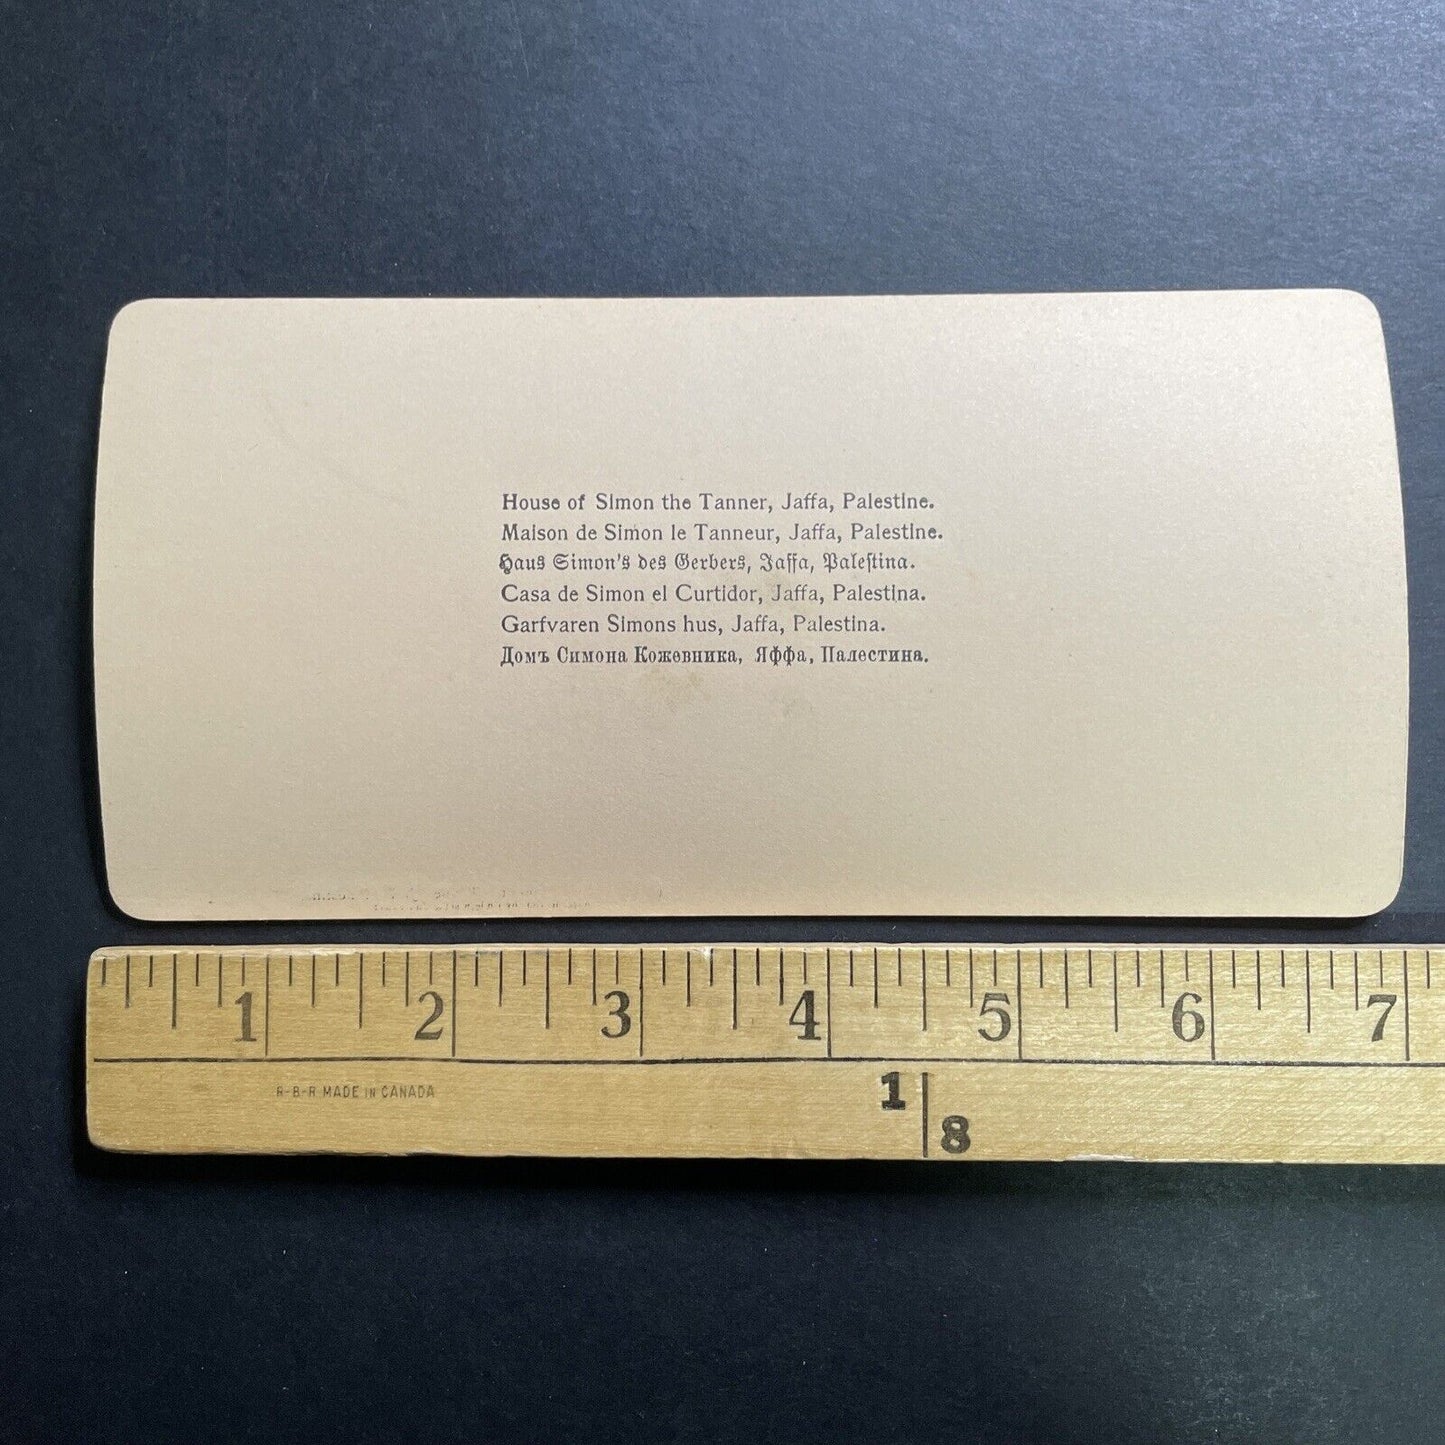 House of Simon the Tanner, Jaffa, Palestine.
Maison de Simon le Tanneur, Jaffa, Palestine.
Haus Simon's des Gerbers, Jaffa, Palestina.
Casa de Simon el Curtidor, Jaffa, Palestina.
Garfvaren Simons hus, Jaffa, Palestina.
Домъ Симона Кожевника, Яффа, Палестина.
1 2 3 4 5 6 7
R-B-R MADE IN CANADA
1
8